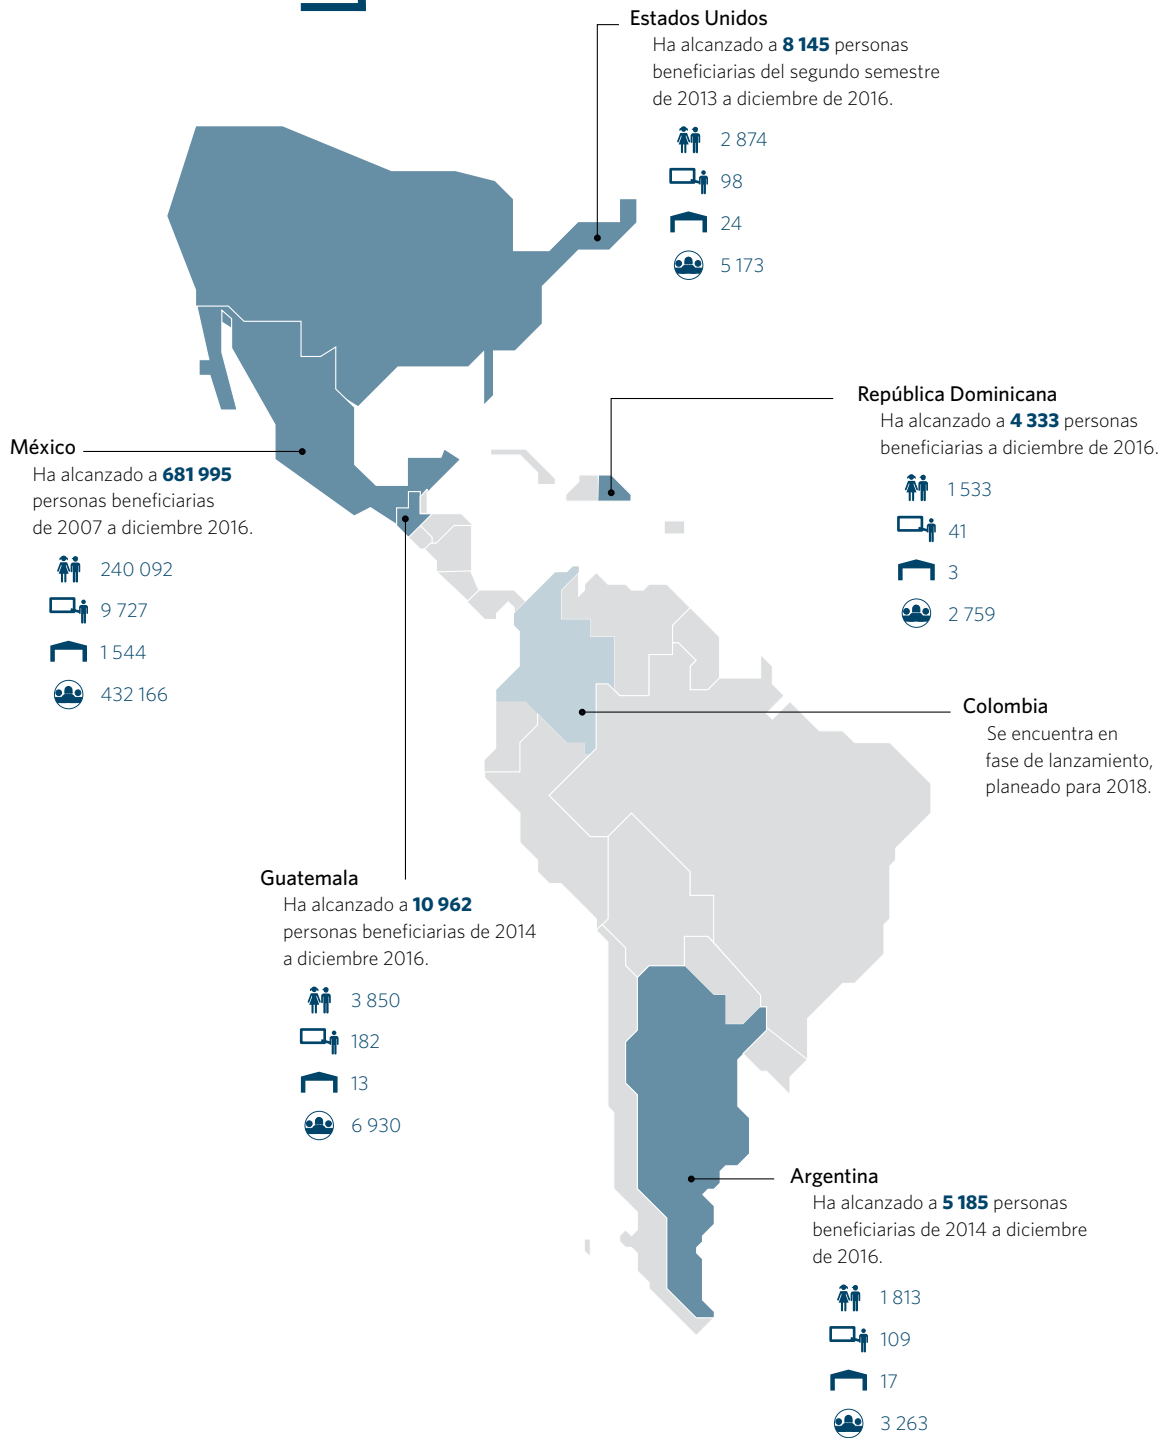 Estados Unidos
Ha alcanzado a 8 145 personas
beneficiarias del segundo semestre
de 2013 a diciembre de 2016.
2 874
98
24
5 173
República Dominicana
Ha alcanzado a 4 333 personas
beneficiarias a diciembre de 2016.
1 533
41
3
2 759
México
Ha alcanzado a 681 995
personas beneficiarias
de 2007 a diciembre 2016.
240 092
9 727
1 544
432 166
Colombia
Se encuentra en
fase de lanzamiento,
planeado para 2018.
Guatemala
Ha alcanzado a 10 962
personas beneficiarias de 2014
a diciembre 2016.
3 850
182
13
6 930
Argentina
Ha alcanzado a 5 185 personas
beneficiarias de 2014 a diciembre
de 2016.
1 813
109
17
3 263